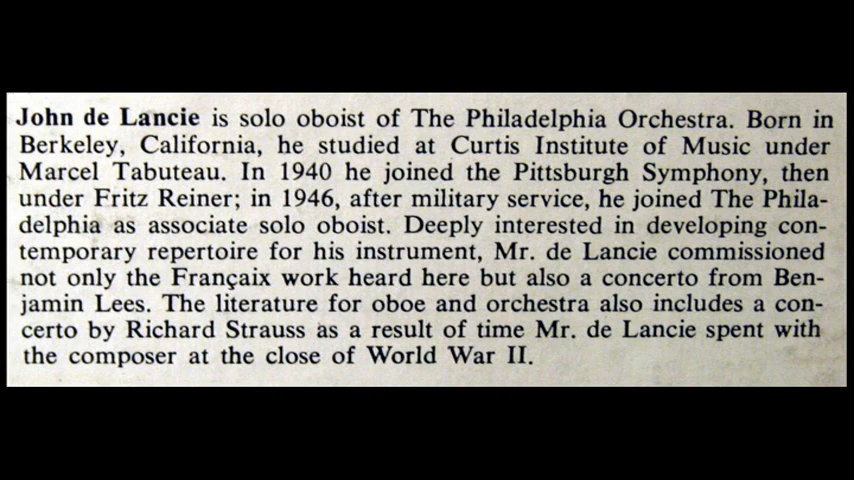 John de Lancie is solo oboist of The Philadelphia Orchestra. Born in
Berkeley, California, he studied at Curtis Institute of Music under
Marcel Tabuteau. In 1940 he joined the Pittsburgh Symphony, then
under Fritz Reiner; in 1946, after military service, he joined The Phila-
delphia as associate solo oboist. Deeply interested in developing con-
temporary repertoire for his instrument, Mr. de Lancie commissioned
not only the Françaix work heard here but also a concerto from Ben-
jamin Lees. The literature for oboe and orchestra also includes a con-
certo by Richard Strauss as a result of time Mr. de Lancie spent with
the composer at the close of World War II.